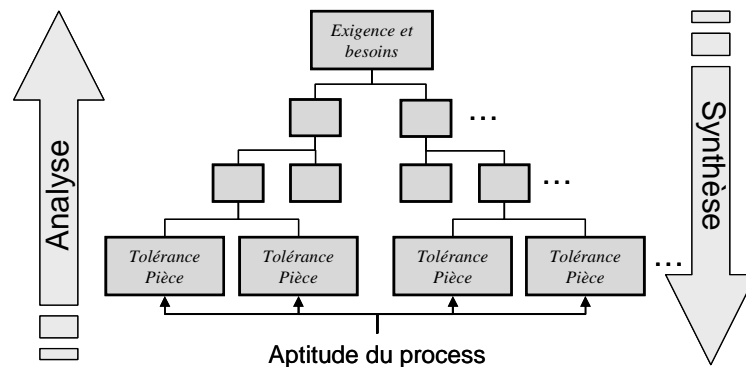 Exigence et
besoins
Analyse
Synthèse
...
...
Tolérance
Pièce
Tolérance
Pièce
Tolérance
Pièce
Tolérance
Pièce
...
Aptitude du process